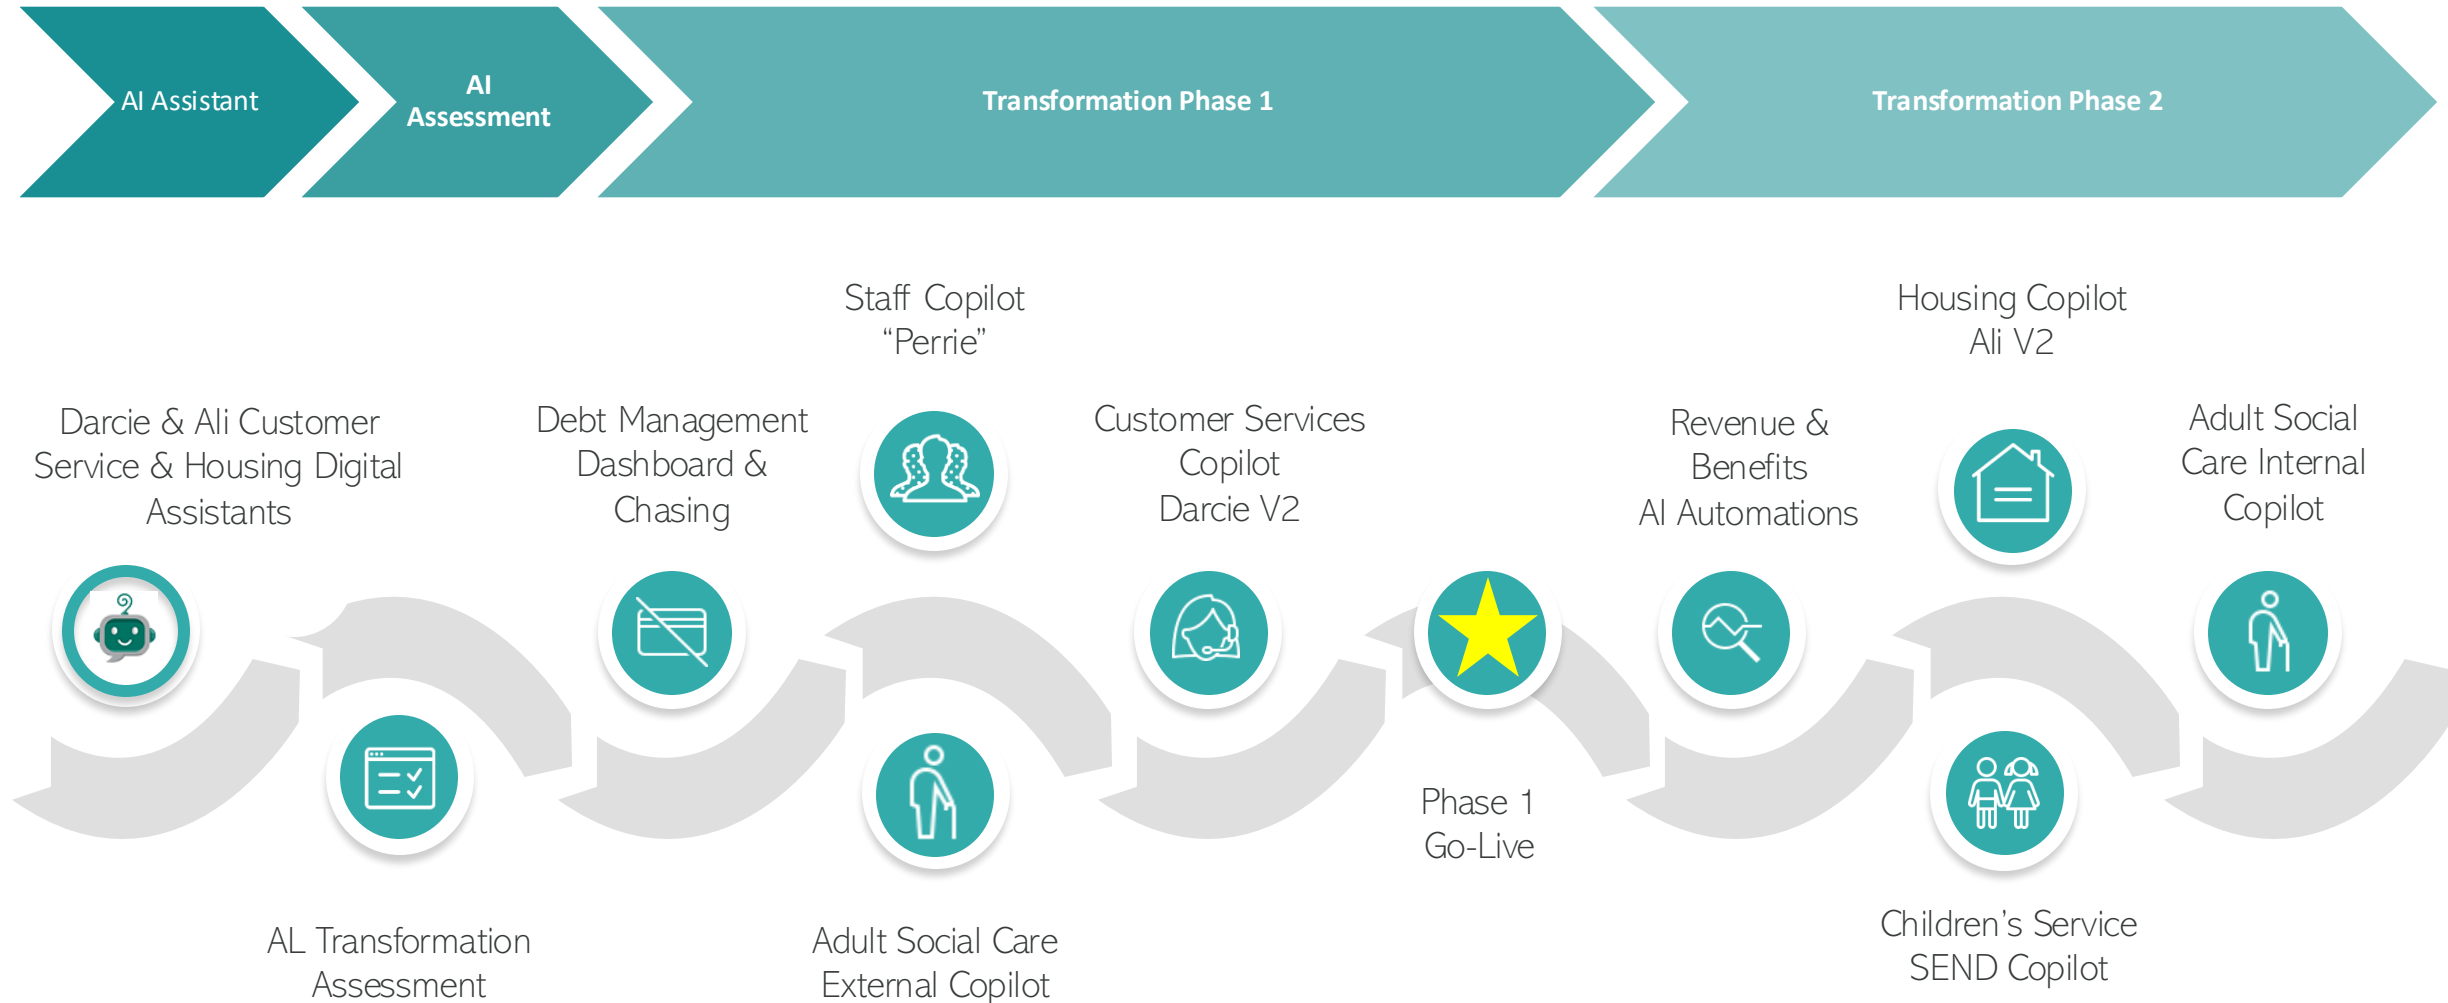 AI Assistant
AI
Assessment
Transformation Phase 1
Transformation Phase 2
Darcie & Ali Customer
Service & Housing Digital
Assistants
AL Transformation
Assessment
Debt Management
Dashboard &
Chasing
Staff Copilot
“Perrie”
Adult Social Care
External Copilot
Customer Services
Copilot
Darcie V2
Phase 1
Go-Live
Revenue &
Benefits
AI Automations
Housing Copilot
Ali V2
Children’s Service
SEND Copilot
Adult Social
Care Internal
Copilot